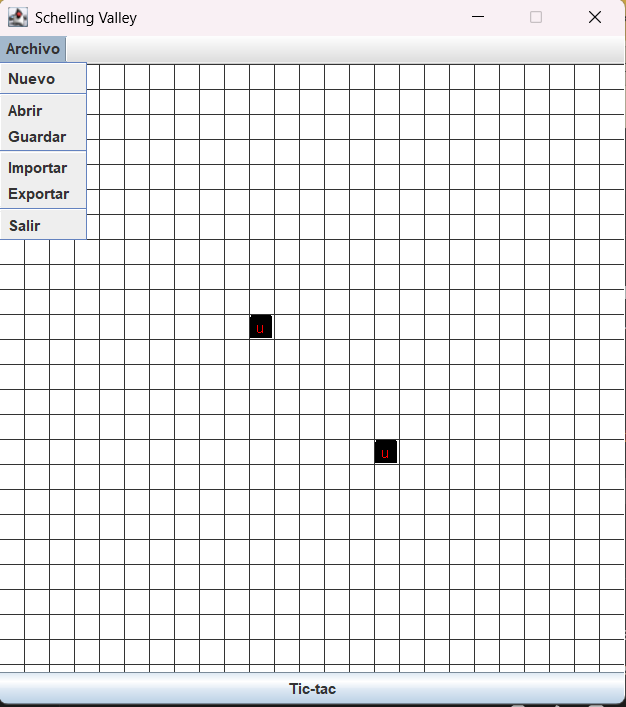 Schelling Valley
Archivo
Nuevo
Abrir
Guardar
Importar
Exportar
Salir
u
u
Tic-tac